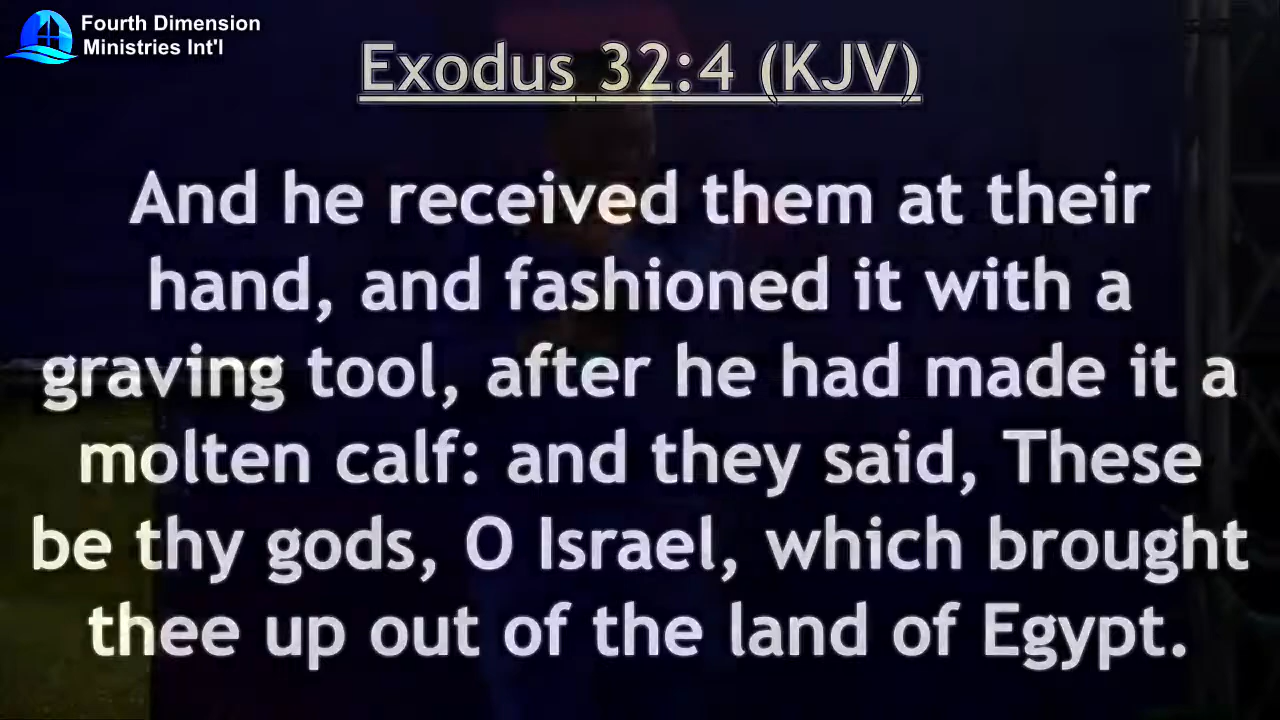 Fourth Dimension
Ministries Int'l
Exodus 32:4 (KJV)
And he received them at their
hand, and fashioned it with a
graving tool, after he had made it a
molten calf: and they said, These
be thy gods, O Israel, which brought
thee up out of the land of Egypt.